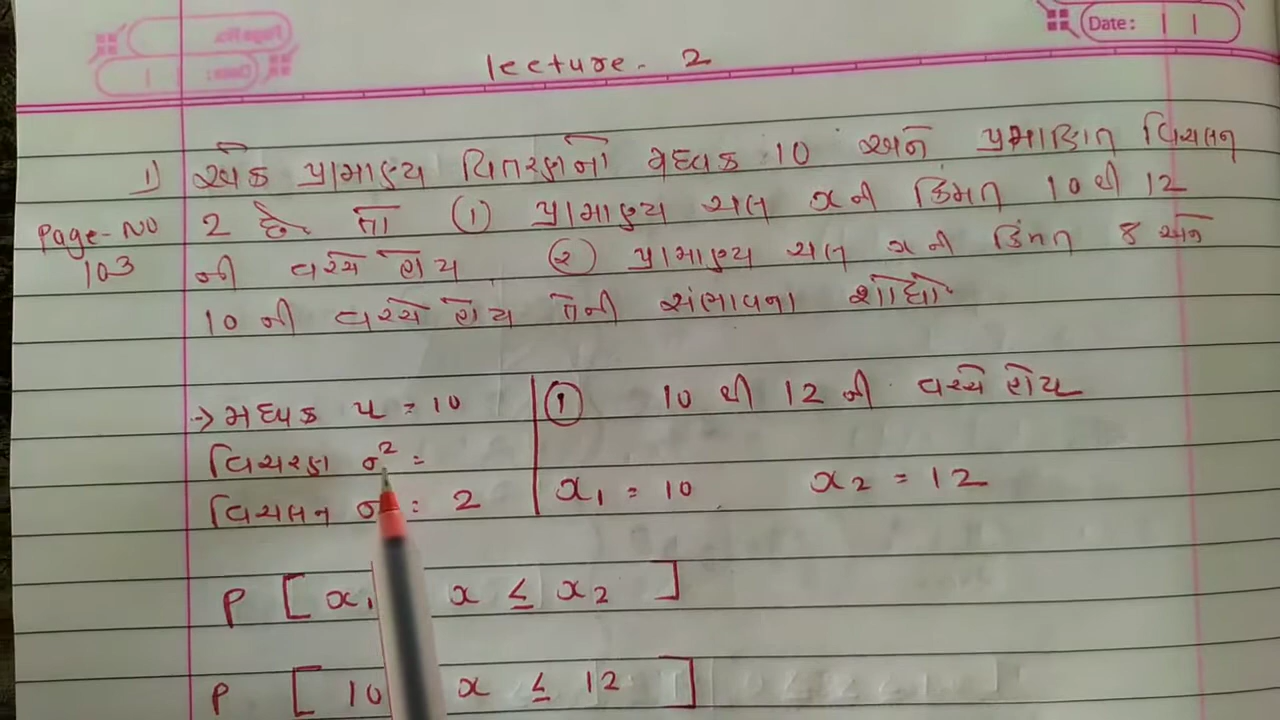 Date:
lecture - 2
1) એક પ્રામાણ્ય વિતરણનો મધ્યક 10 અને પ્રમાણિત વિચલન
Page-No 2 છે તો (1) પ્રામાણ્ય ચલ x ની કિંમત 10 થી 12
103 ની વચ્ચે હોય (2) પ્રામાણ્ય ચલ x ની કિંમત 8 અને
10 ની વચ્ચે હોય તેની સંભાવના શોધો
-> મધ્યક μ = 10 ① 10 થી 12 ની વચ્ચે હોય
વિચરણ σ² =
વિચલન σ = 2 x₁ = 10 x₂ = 12
P [ x₁ x ≤ x₂ ]
P [ 10 x ≤ 12 ]